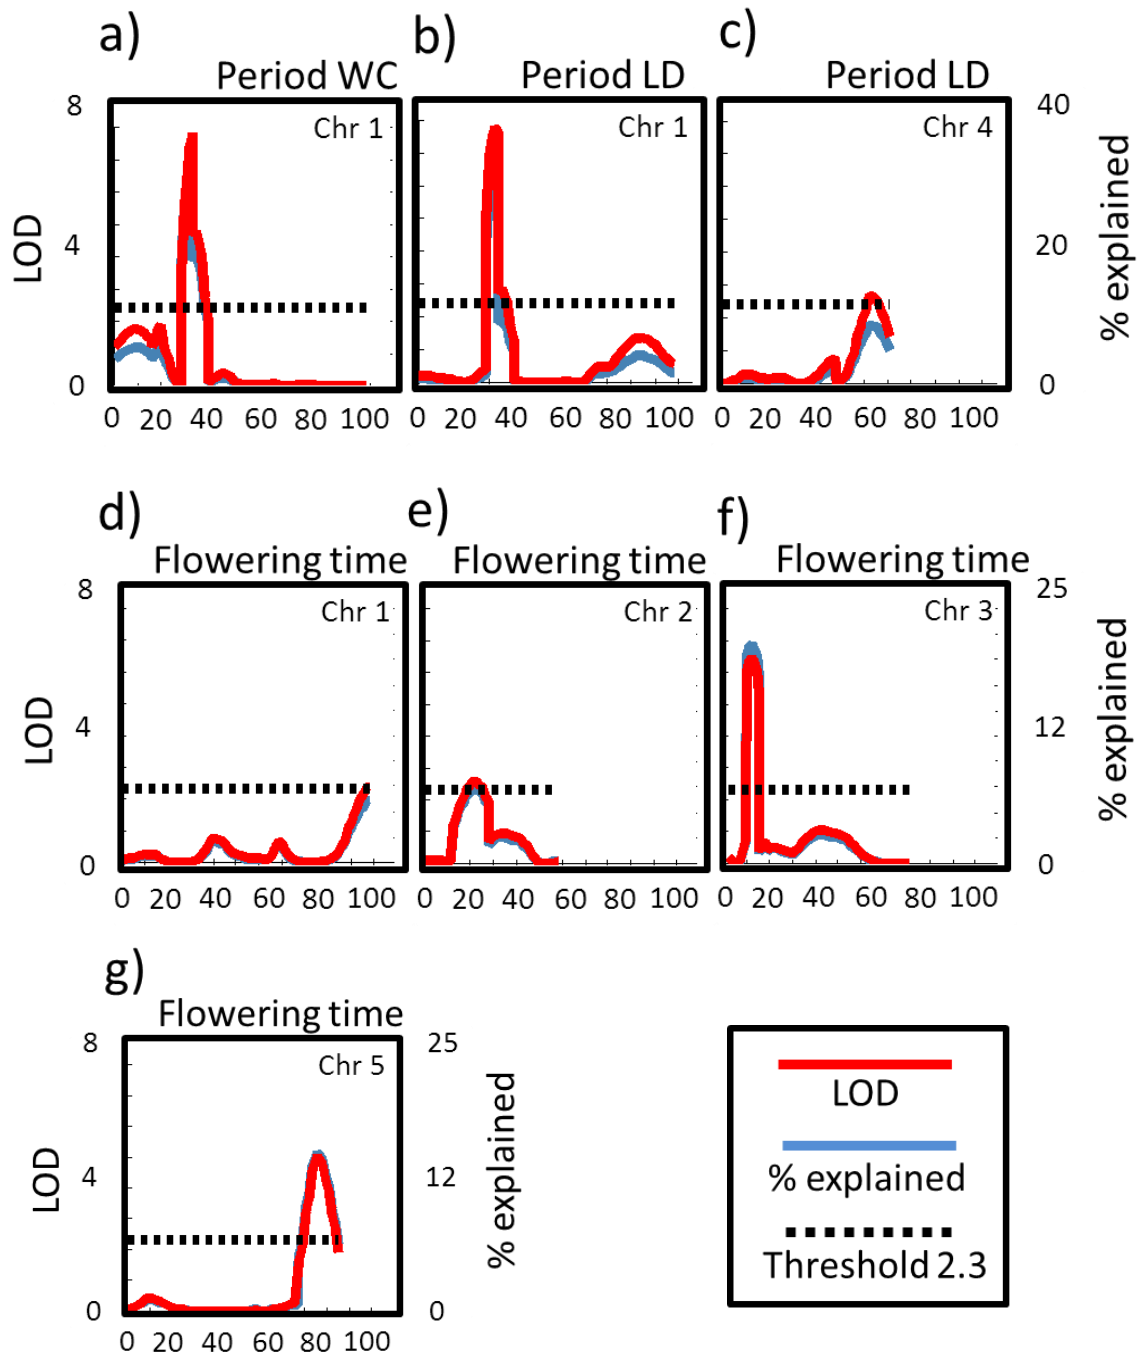 a)
b)
c)
Period WC
Period LD
Period LD
8
Chr 1
Chr 1
Chr 4
40
LOD
4
20
% explained
0
0
0 20 40 60 80 100
0 20 40 60 80 100
0 20 40 60 80 100
d)
e)
f)
Flowering time
Flowering time
Flowering time
8
Chr 1
Chr 2
Chr 3
25
LOD
4
12
% explained
0
0
0 20 40 60 80 100
0 20 40 60 80 100
0 20 40 60 80 100
g)
Flowering time
8
Chr 5
25
LOD
4
12
% explained
0
0
0 20 40 60 80 100
LOD
% explained
Threshold 2.3